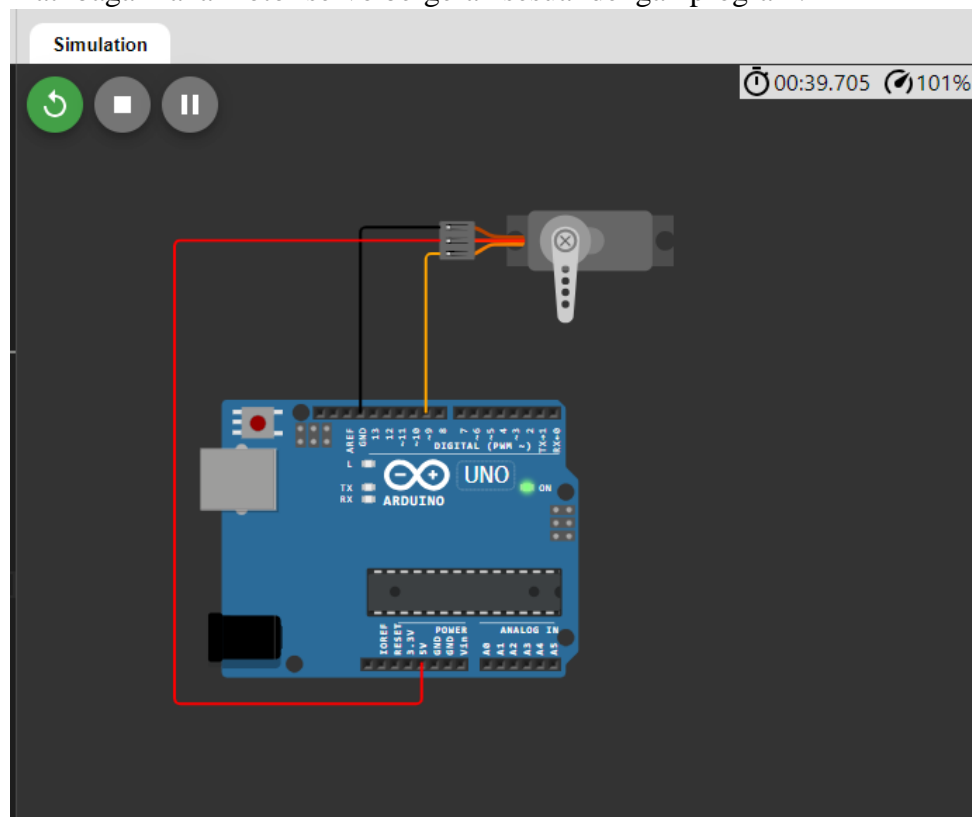 Simulation
00:39.705 101%
AREF
GND
13
12
~11
~10
~9
8
7
~6
~5
4
~3
2
TX→1
RX←0
DIGITAL (PWM ~)
L
TX
RX
ARDUINO
UNO
ON
IOREF
RESET
3.3V
5V
GND
GND
Vin
POWER
ANALOG IN
A0
A1
A2
A3
A4
A5